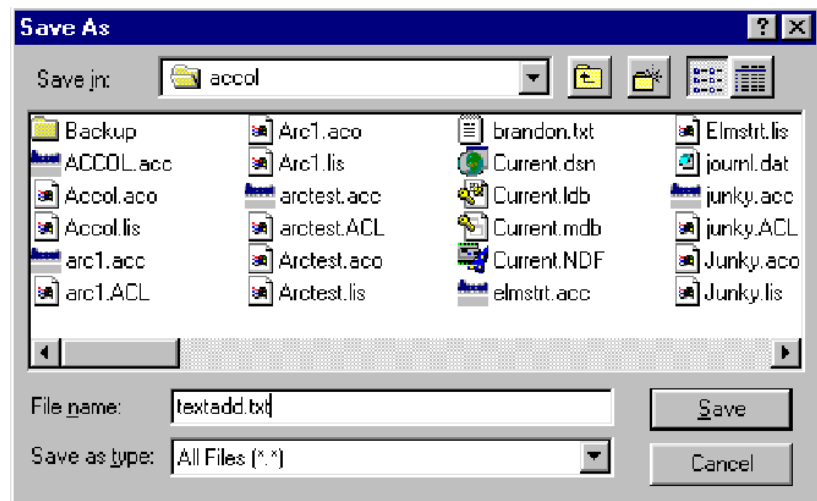 Save As
Save in: accol
Backup Arc1.aco brandon.txt Elmstrt.lis
ACCOL.acc Arc1.lis Current.dsn journl.dat
Accol.aco arctest.acc Current.ldb junky.acc
Accol.lis arctest.ACL Current.mdb junky.ACL
arc1.acc Arctest.aco Current.NDF Junky.aco
arc1.ACL Arctest.lis elmstrt.acc Junky.lis
File name: textadd.txt Save
Save as type: All Files (*.*) Cancel